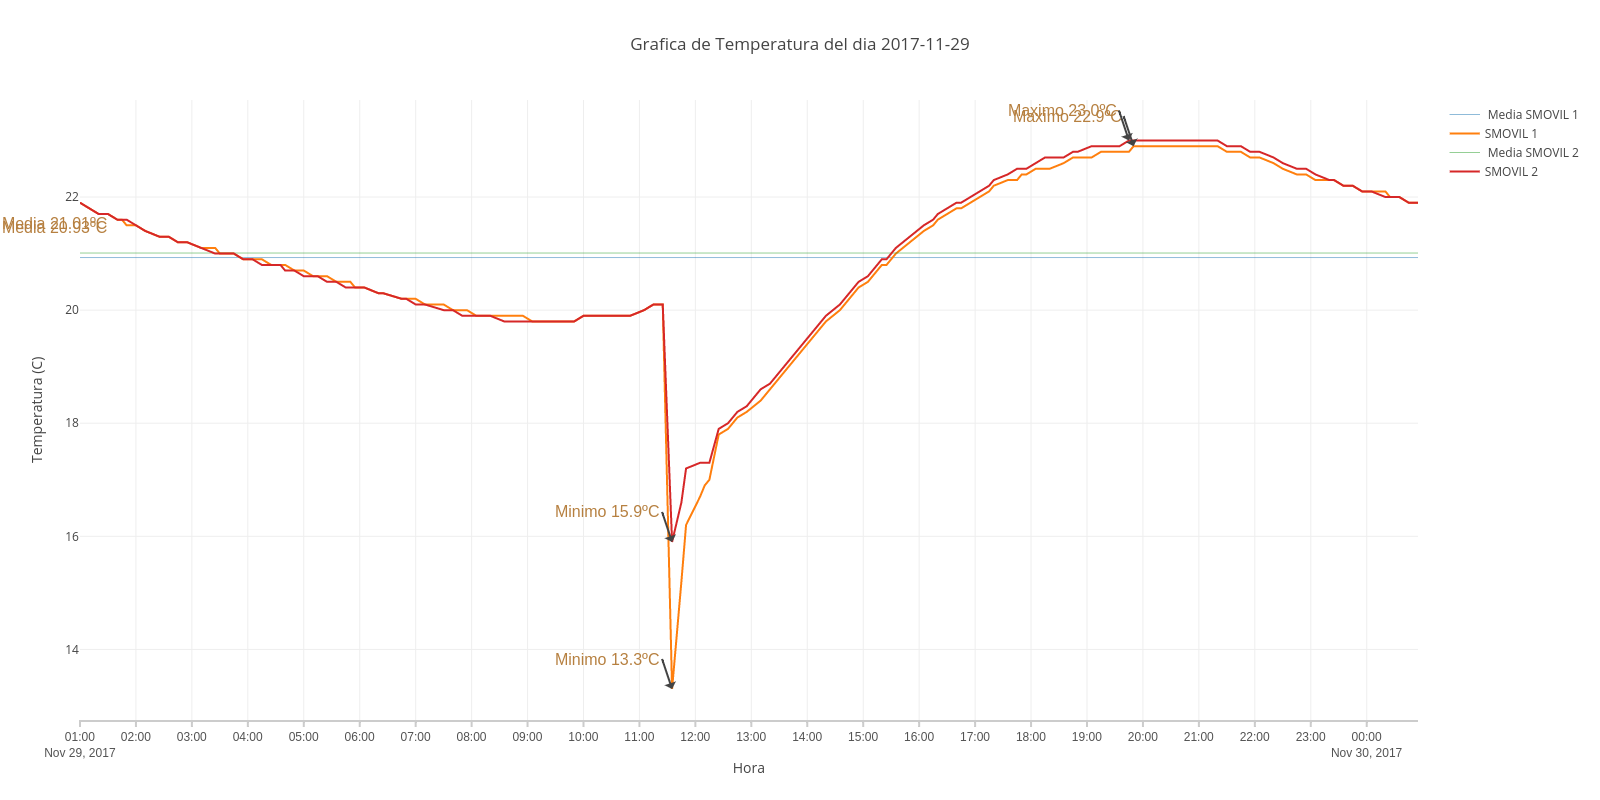 Grafica de Temperatura del dia 2017-11-29
Maximo 23.0ºC
Maximo 22.9ºC
Media SMOVIL 1
SMOVIL 1
Media SMOVIL 2
SMOVIL 2
Media 21.01ºC
Media 20.93ºC
Minimo 15.9ºC
Minimo 13.3ºC
Temperatura (C)
22
20
18
16
14
01:00 02:00 03:00 04:00 05:00 06:00 07:00 08:00 09:00 10:00 11:00 12:00 13:00 14:00 15:00 16:00 17:00 18:00 19:00 20:00 21:00 22:00 23:00 00:00
Nov 29, 2017 Nov 30, 2017
Hora